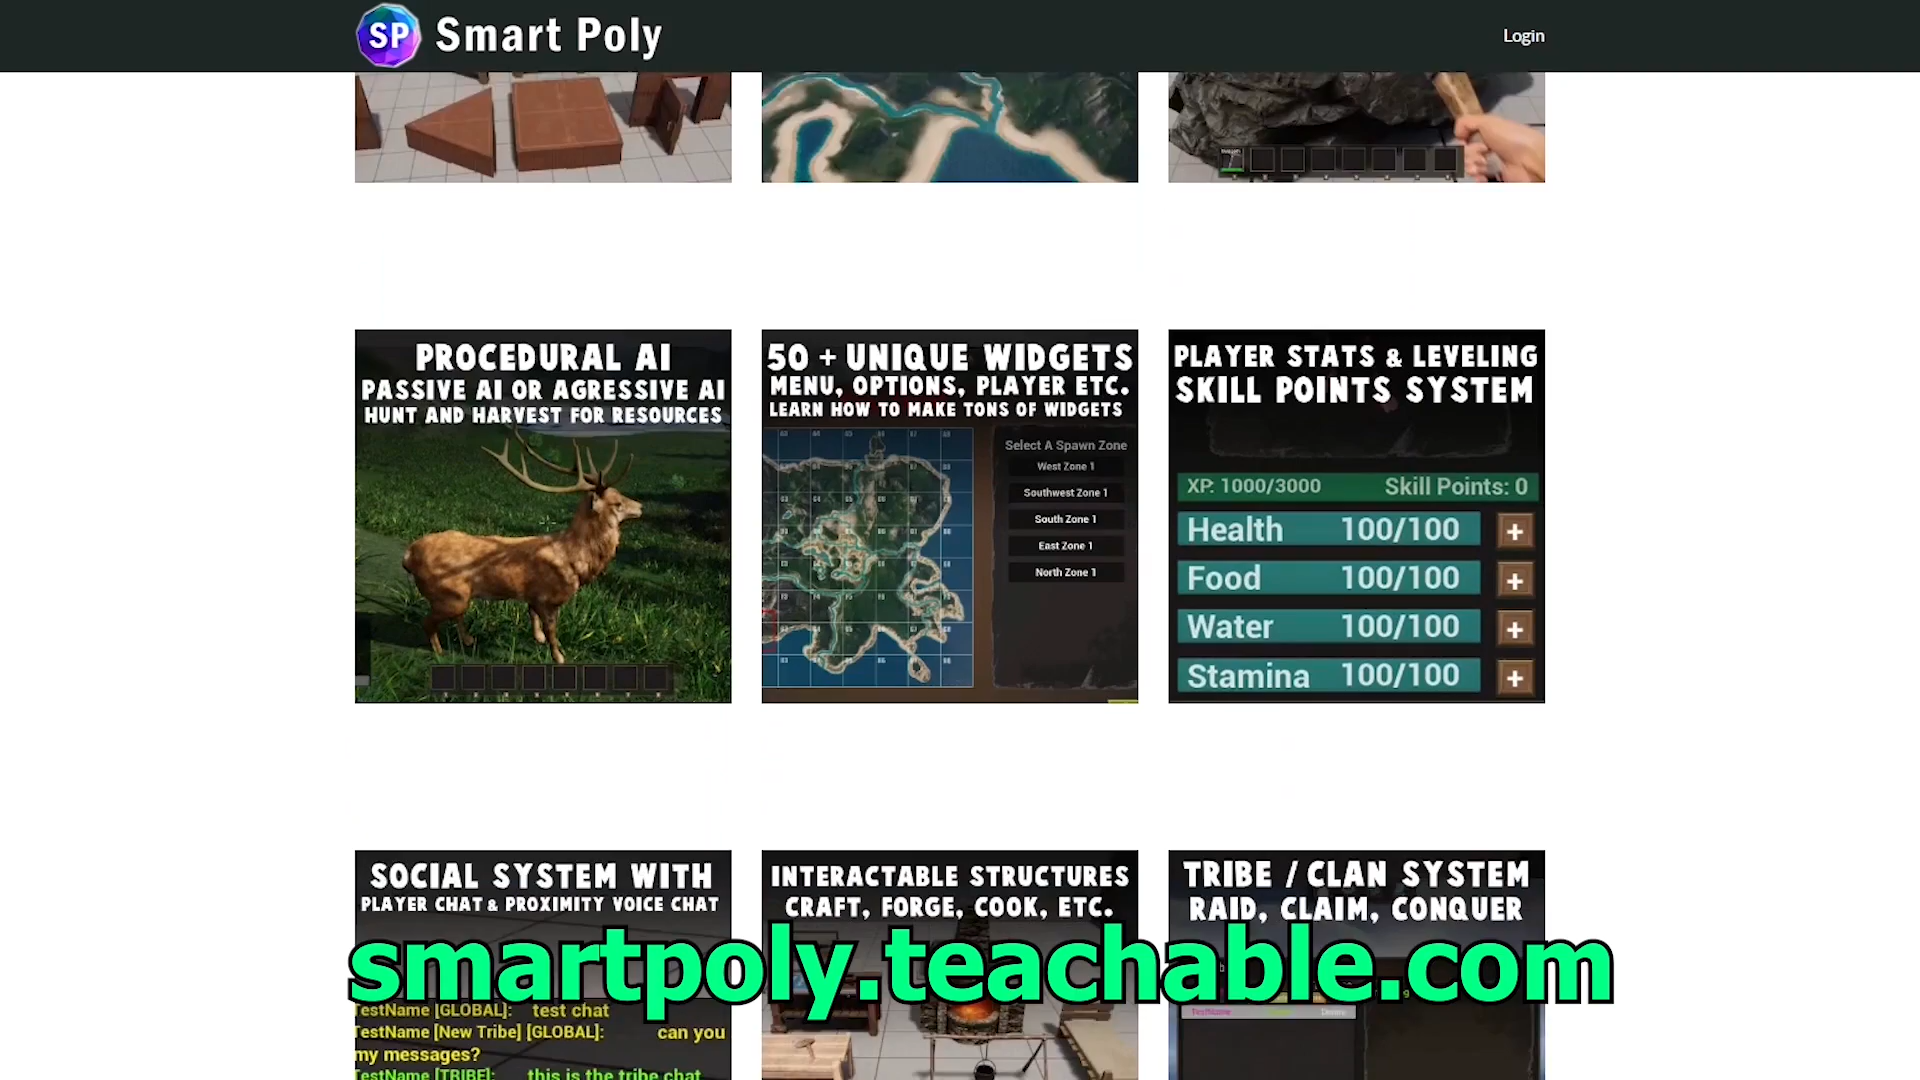 SP Smart Poly
Login
PROCEDURAL AI
PASSIVE AI OR AGRESSIVE AI
HUNT AND HARVEST FOR RESOURCES
50 + UNIQUE WIDGETS
MENU, OPTIONS, PLAYER ETC.
LEARN HOW TO MAKE TONS OF WIDGETS
Select A Spawn Zone
West Zone 1
Southwest Zone 1
South Zone 1
East Zone 1
North Zone 1
PLAYER STATS & LEVELING
SKILL POINTS SYSTEM
XP: 1000/3000 Skill Points: 0
Health 100/100 +
Food 100/100 +
Water 100/100 +
Stamina 100/100 +
SOCIAL SYSTEM WITH
PLAYER CHAT & PROXIMITY VOICE CHAT
TestName [GLOBAL]: test chat
TestName [New Tribe] [GLOBAL]: can you
my messages?
TestName [TRIBE]: this is the tribe chat
INTERACTABLE STRUCTURES
CRAFT, FORGE, COOK, ETC.
TRIBE / CLAN SYSTEM
RAID, CLAIM, CONQUER
TestName
smartpoly.teachable.com